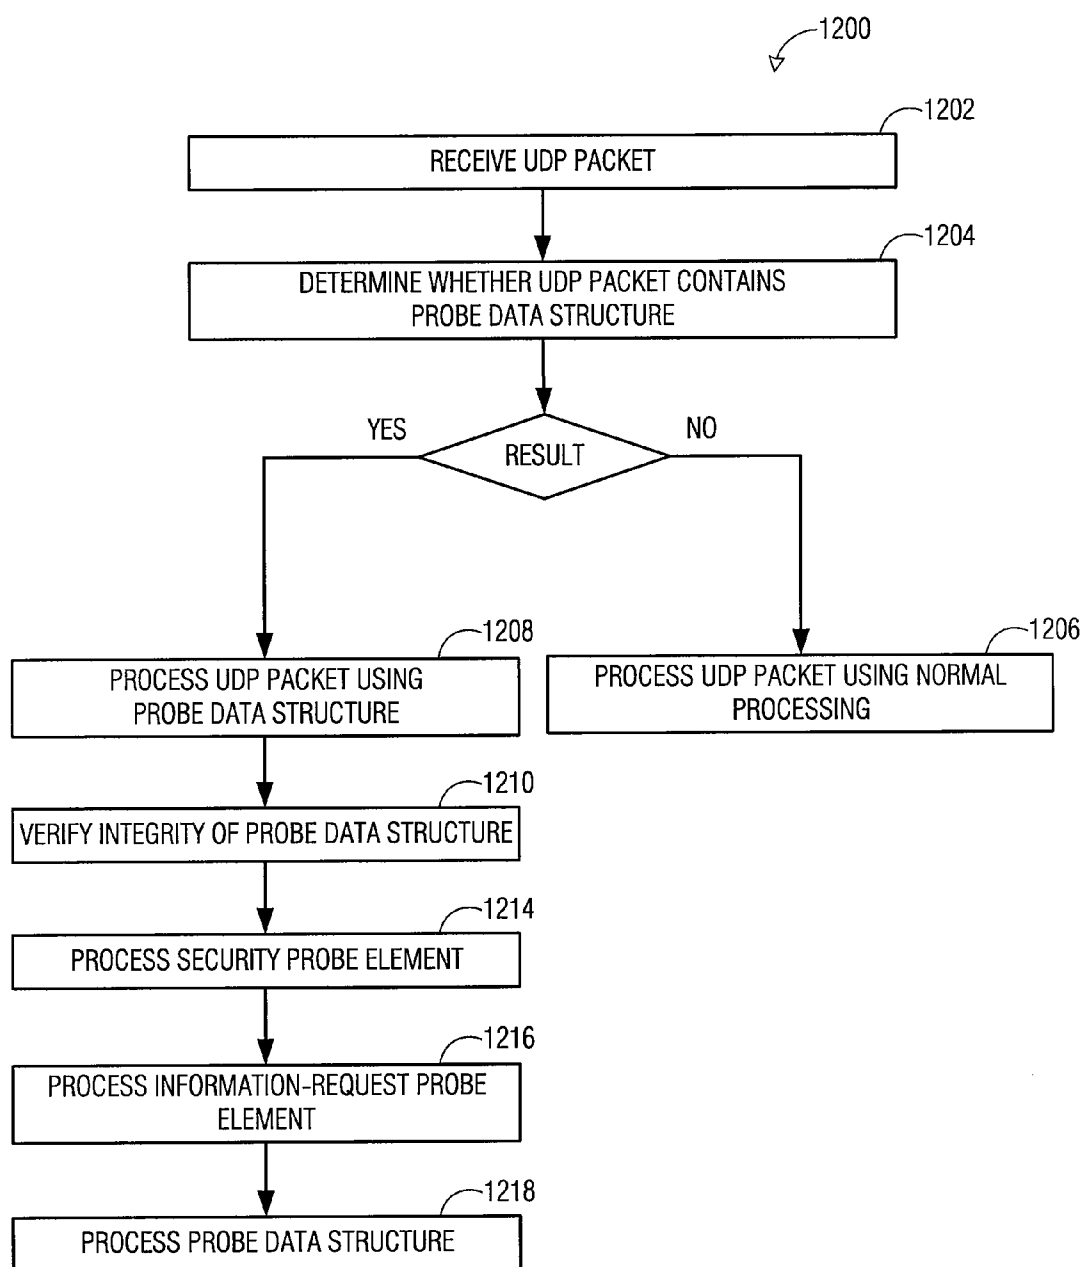 1200
1202
RECEIVE UDP PACKET
1204
DETERMINE WHETHER UDP PACKET CONTAINS
PROBE DATA STRUCTURE
YES
NO
RESULT
1208
PROCESS UDP PACKET USING
PROBE DATA STRUCTURE
1206
PROCESS UDP PACKET USING NORMAL
PROCESSING
1210
VERIFY INTEGRITY OF PROBE DATA STRUCTURE
1214
PROCESS SECURITY PROBE ELEMENT
1216
PROCESS INFORMATION-REQUEST PROBE
ELEMENT
1218
PROCESS PROBE DATA STRUCTURE